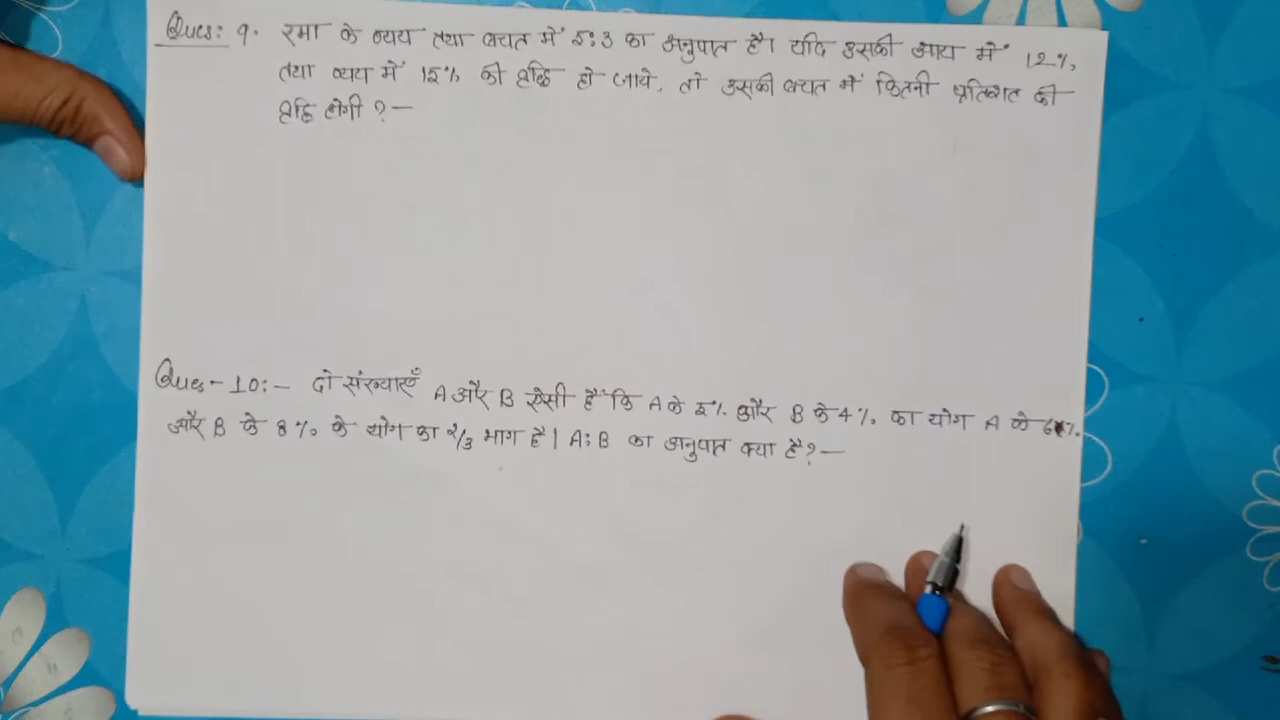 Ques: 9. रमा के व्यय तथा बचत में 5:3 का अनुपात है। यदि उसकी आय में 12%
तथा व्यय में 15% की वृद्धि हो जाये, तो उसकी बचत में कितनी प्रतिशत की
वृद्धि होगी ? —
Ques - 10:- दो संख्याएँ A और B ऐसी हैं कि A के 5% और B के 4% का योग A के 6%
और B के 8% के योग का 2/3 भाग है। A:B का अनुपात क्या है? —